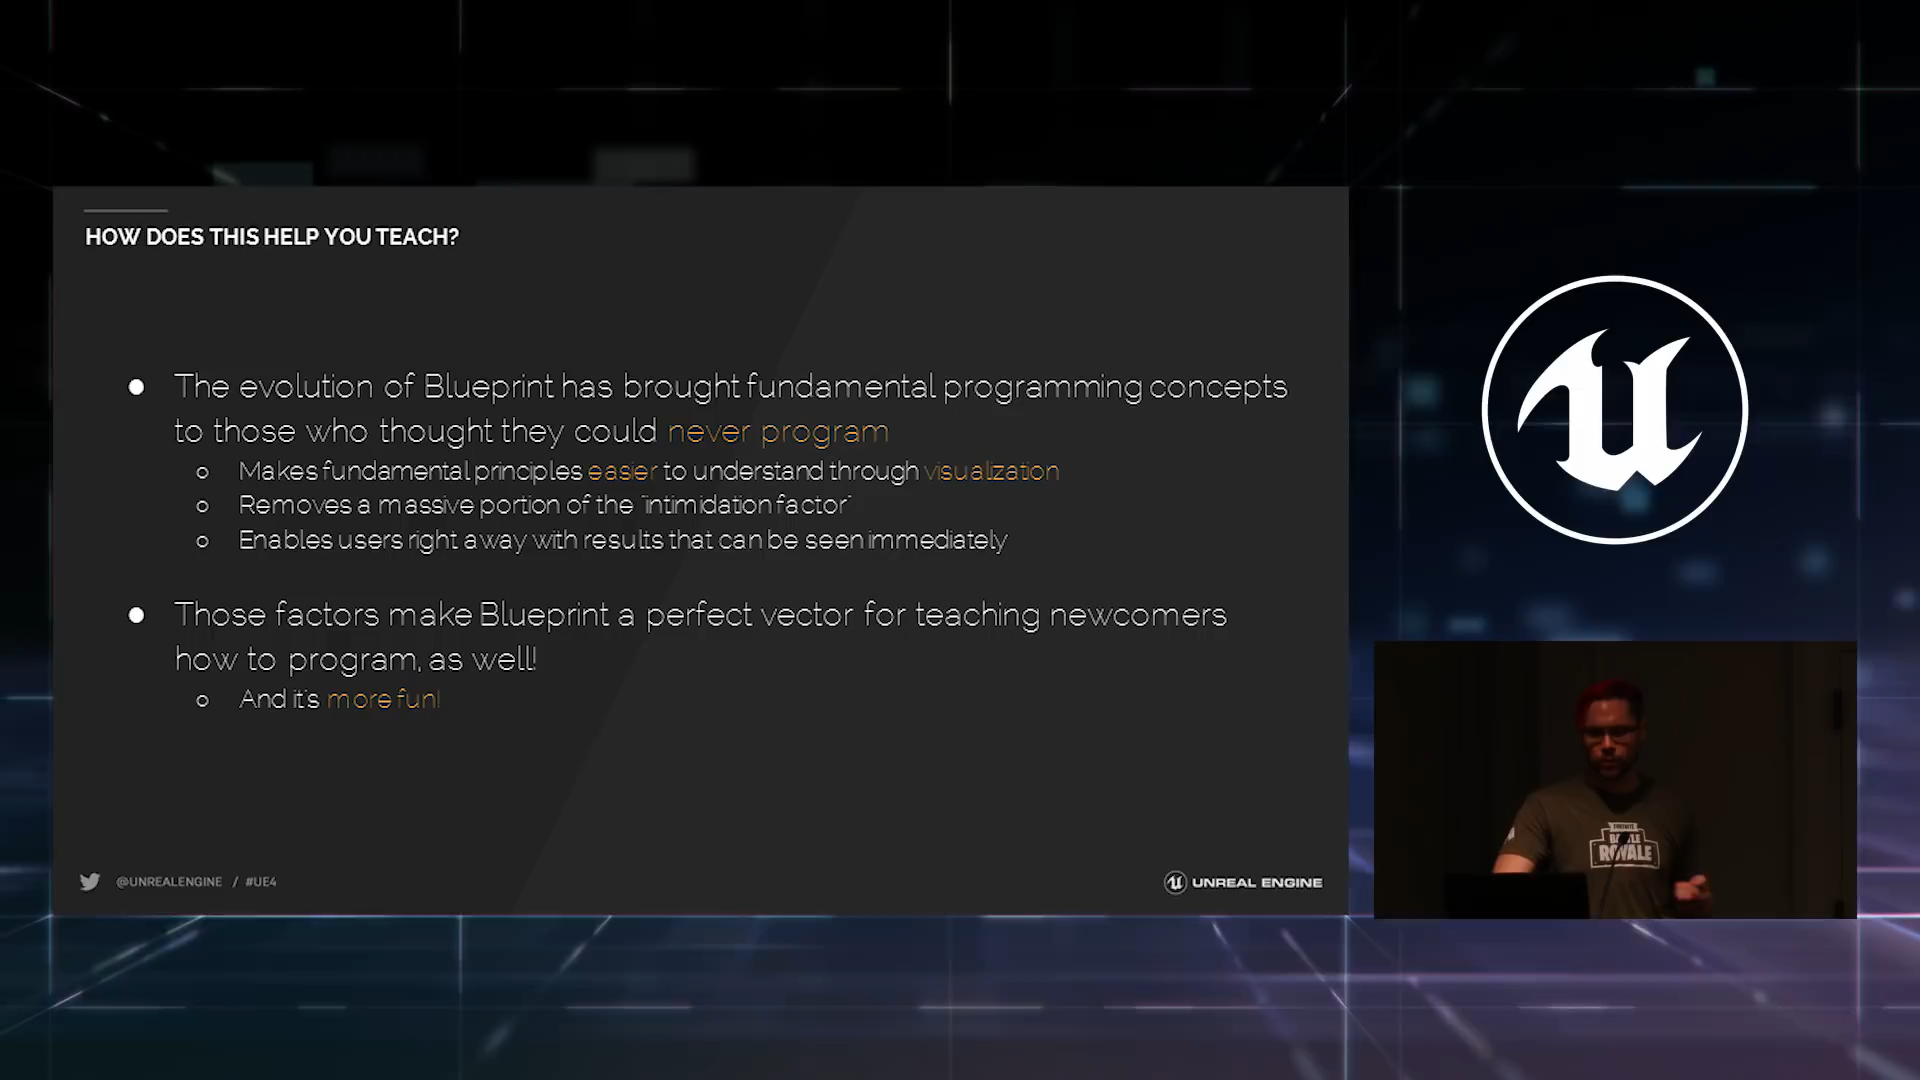 HOW DOES THIS HELP YOU TEACH?
● The evolution of Blueprint has brought fundamental programming concepts
to those who thought they could never program
○ Makes fundamental principles easier to understand through visualization
○ Removes a massive portion of the "intimidation factor"
○ Enables users right away with results that can be seen immediately
● Those factors make Blueprint a perfect vector for teaching newcomers
how to program, as well!
○ And it's more fun!
@UNREALENGINE / #UE4
UNREAL ENGINE
FORTNITE
BATTLE
ROYALE